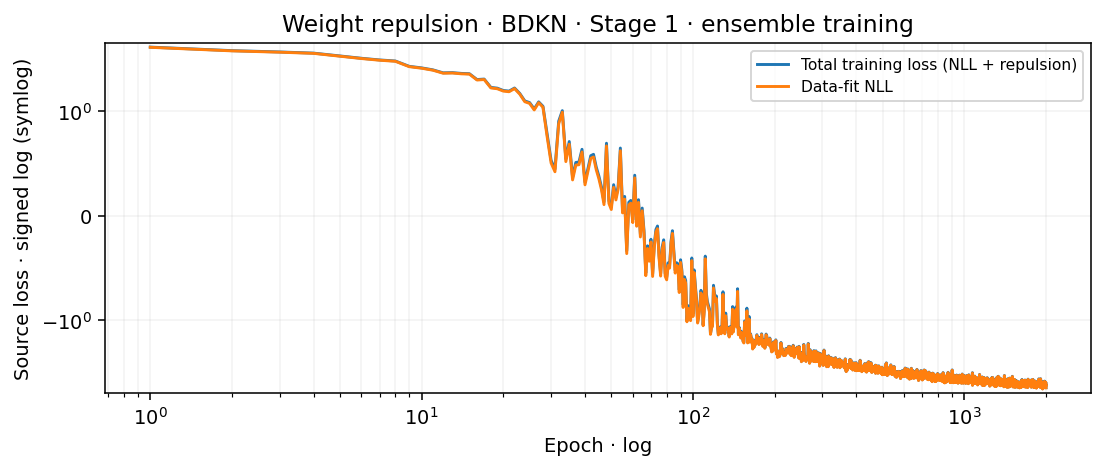 Weight repulsion · BDKN · Stage 1 · ensemble training
Total training loss (NLL + repulsion)
Data-fit NLL
Source loss · signed log (symlog)
10⁰
0
−10⁰
10⁰ 10¹ 10² 10³
Epoch · log